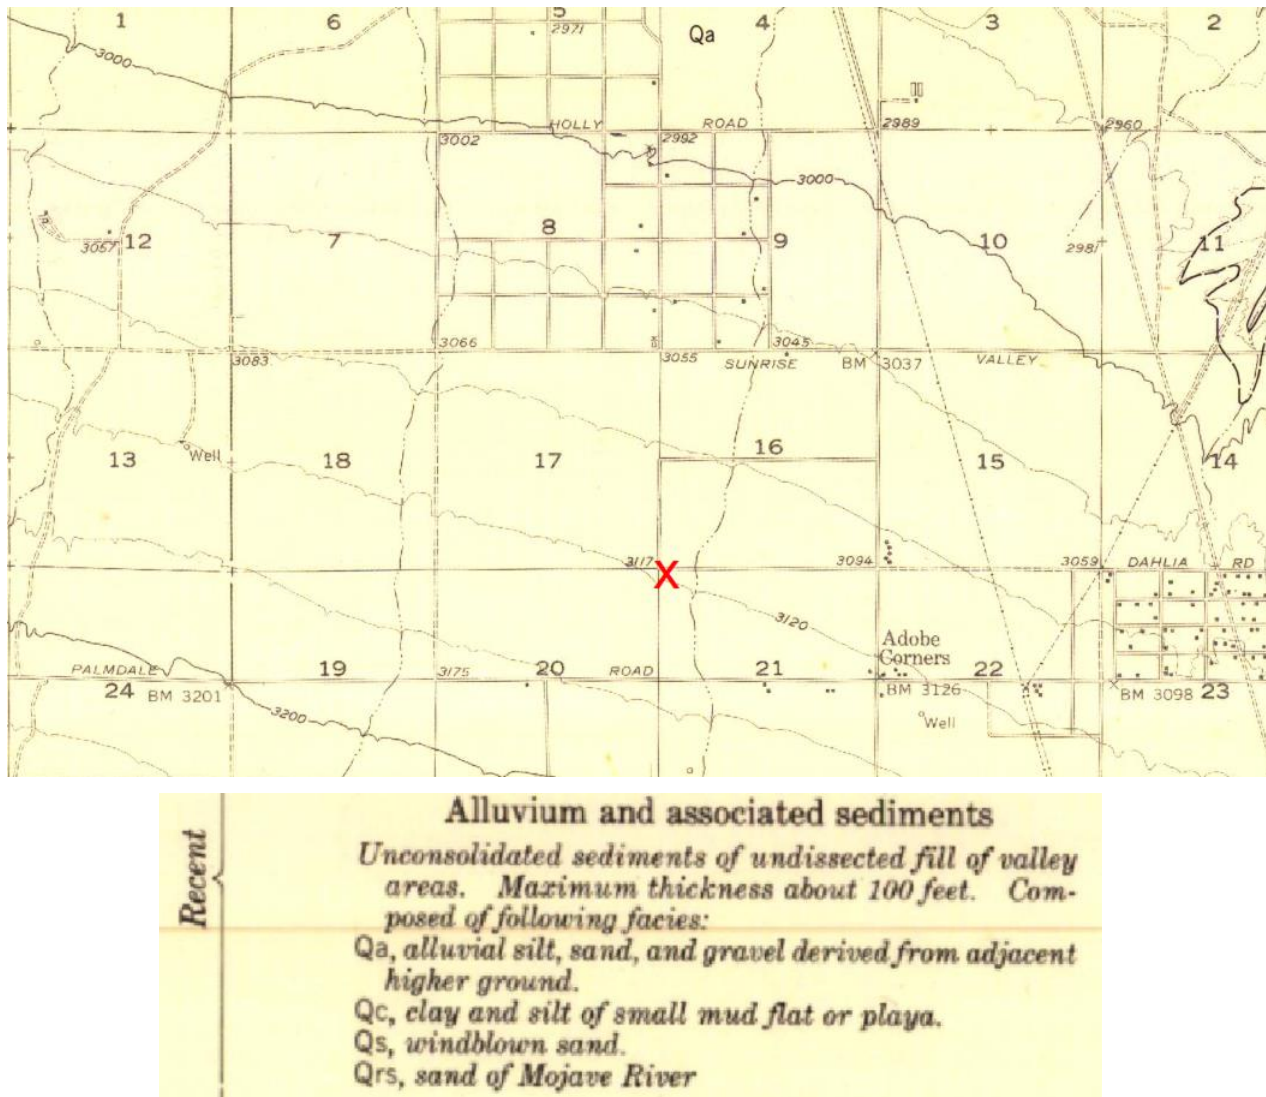 1 6 5 4 3 2
2971 Qa
3000
HOLLY ROAD
3002 2992 2989 2960
3000
12 7 8 9 10 11
3057 2981
3066 3055 3045
3083 SUNRISE BM 3037 VALLEY
13 Well 18 17 16 15 14
3117 3094 3059 DAHLIA RD
X
3120
Adobe
Corners
PALMDALE 19 3175 20 ROAD 21 22
24 BM 3201 BM 3126 BM 3098 23
3200 Well
Alluvium and associated sediments
Recent
Unconsolidated sediments of undissected fill of valley
areas. Maximum thickness about 100 feet. Com-
posed of following facies:
Qa, alluvial silt, sand, and gravel derived from adjacent
higher ground.
Qc, clay and silt of small mud flat or playa.
Qs, windblown sand.
Qrs, sand of Mojave River